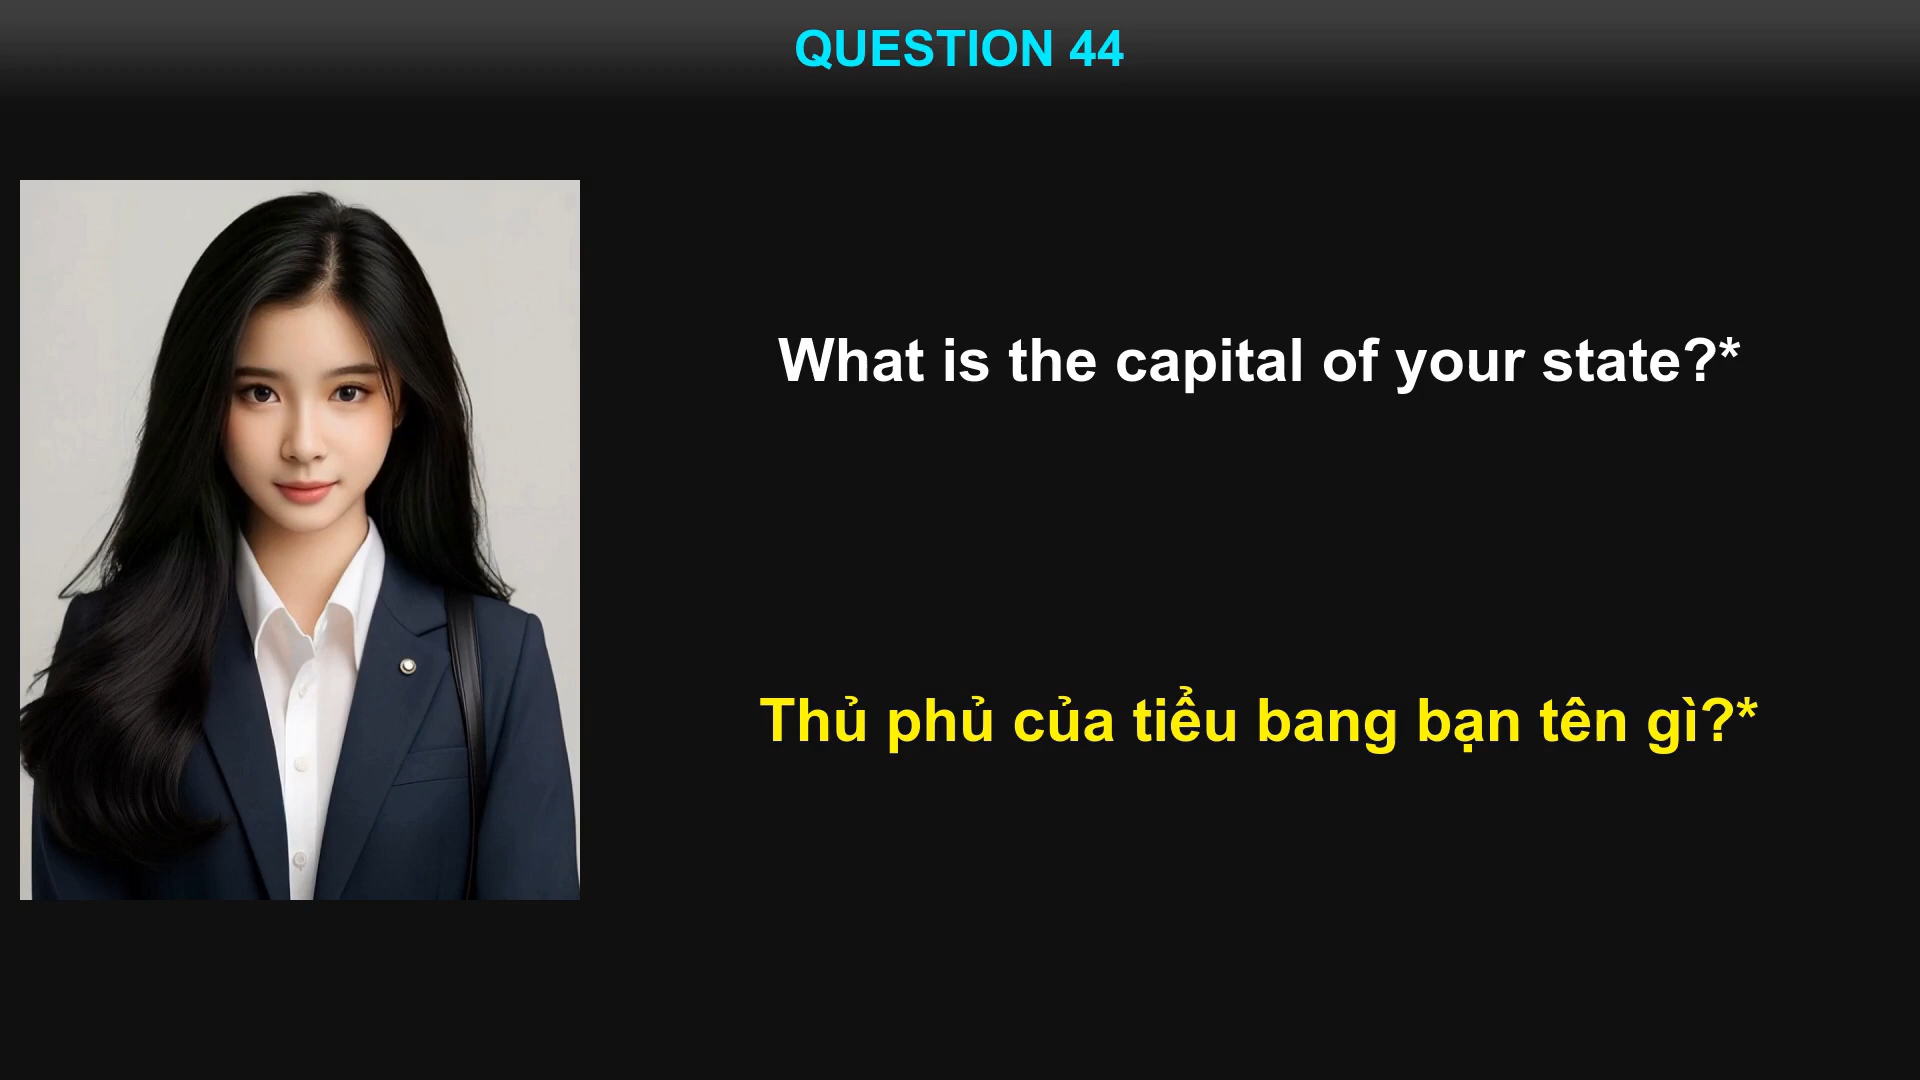 QUESTION 44
What is the capital of your state?*
Thủ phủ của tiểu bang bạn tên gì?*